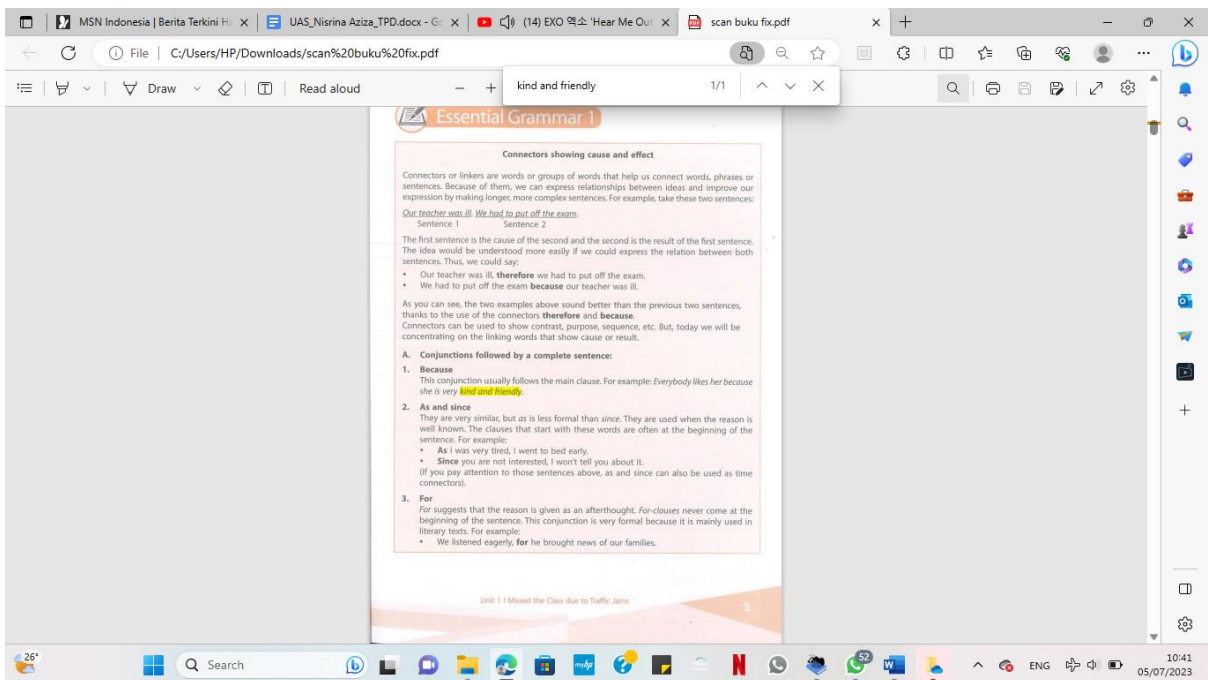 MSN Indonesia | Berita Terkini Ha
UAS_Nisrina Aziza_TPD.docx - Go
(14) EXO 엑소 'Hear Me Out
scan buku fix.pdf
File | C:/Users/HP/Downloads/scan%20buku%20fix.pdf
Draw
Read aloud
kind and friendly
1/1
Essential Grammar 1
Connectors showing cause and effect
Connectors or linkers are words or groups of words that help us connect words, phrases or
sentences. Because of them, we can express relationships between ideas and improve our
expression by making longer, more complex sentences. For example, take these two sentences:
Our teacher was ill. We had to put off the exam.
Sentence 1 Sentence 2
The first sentence is the cause of the second and the second is the result of the first sentence.
The idea would be understood more easily if we could express the relation between both
sentences. Thus, we could say:
• Our teacher was ill, therefore we had to put off the exam.
• We had to put off the exam because our teacher was ill.
As you can see, the two examples above sound better than the previous two sentences,
thanks to the use of the connectors therefore and because.
Connectors can be used to show contrast, purpose, sequence, etc. But, today we will be
concentrating on the linking words that show cause or result.
A. Conjunctions followed by a complete sentence:
1. Because
This conjunction usually follows the main clause. For example: Everybody likes her because
she is very kind and friendly.
2. As and since
They are very similar, but as is less formal than since. They are used when the reason is
well known. The clauses that start with these words are often at the beginning of the
sentence. For example:
• As I was very tired, I went to bed early.
• Since you are not interested, I won't tell you about it.
(If you pay attention to those sentences above, as and since can also be used as time
connectors).
3. For
For suggests that the reason is given as an afterthought. For-clauses never come at the
beginning of the sentence. This conjunction is very formal because it is mainly used in
literary texts. For example:
• We listened eagerly, for he brought news of our families.
Unit 1 I Missed the Class due to Traffic Jams
5
26°
Search
52
ENG
10:41
05/07/2023